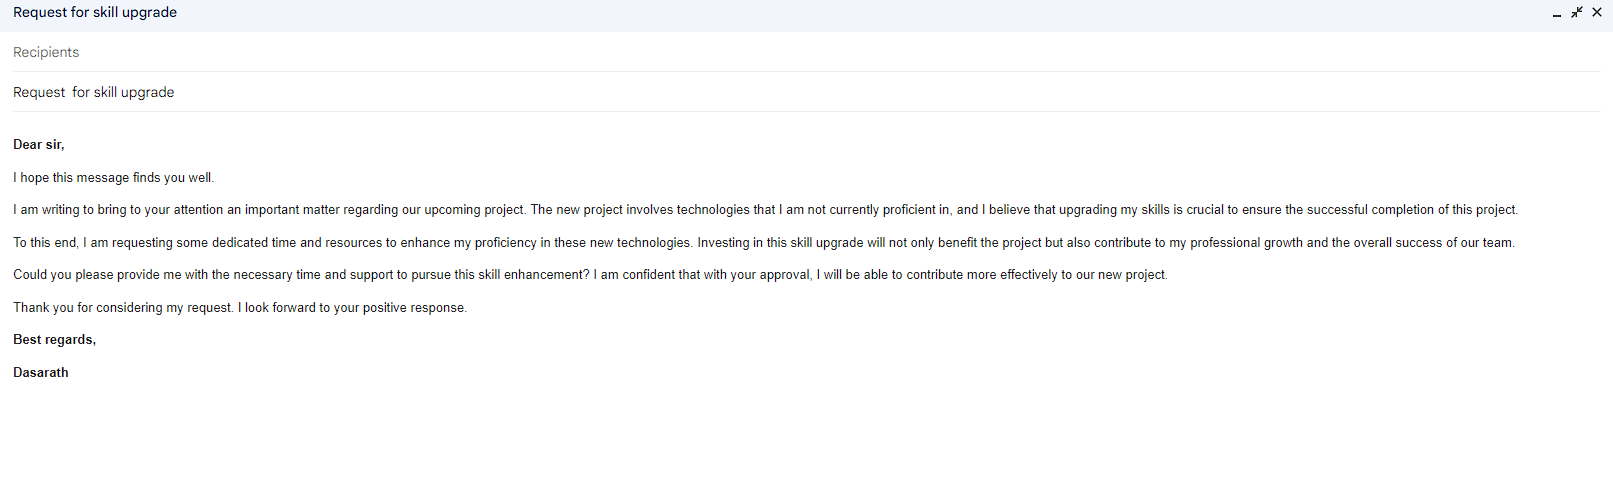 Request for skill upgrade
Recipients
Request  for skill upgrade
Dear sir,
I hope this message finds you well.
I am writing to bring to your attention an important matter regarding our upcoming project. The new project involves technologies that I am not currently proficient in, and I believe that upgrading my skills is crucial to ensure the successful completion of this project.
To this end, I am requesting some dedicated time and resources to enhance my proficiency in these new technologies. Investing in this skill upgrade will not only benefit the project but also contribute to my professional growth and the overall success of our team.
Could you please provide me with the necessary time and support to pursue this skill enhancement? I am confident that with your approval, I will be able to contribute more effectively to our new project.
Thank you for considering my request. I look forward to your positive response.
Best regards,
Dasarath